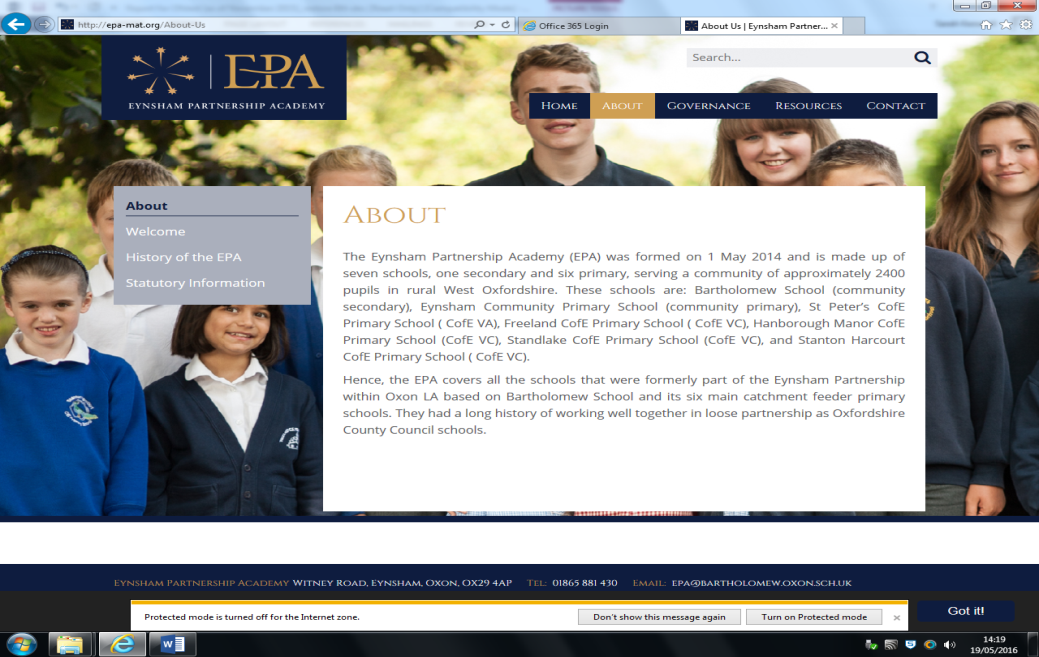 http://epa-mat.org/About-Us
Office 365 Login
About Us | Eynsham Partner...
EPA
EYNSHAM PARTNERSHIP ACADEMY
Search...
HOME ABOUT GOVERNANCE RESOURCES CONTACT
About
Welcome
History of the EPA
Statutory Information
ABOUT
The Eynsham Partnership Academy (EPA) was formed on 1 May 2014 and is made up of
seven schools, one secondary and six primary, serving a community of approximately 2400
pupils in rural West Oxfordshire. These schools are: Bartholomew School (community
secondary), Eynsham Community Primary School (community primary), St Peter's CofE
Primary School ( CofE VA), Freeland CofE Primary School ( CofE VC), Hanborough Manor CofE
Primary School (CofE VC), Standlake CofE Primary School (CofE VC), and Stanton Harcourt
CofE Primary School ( CofE VC).
Hence, the EPA covers all the schools that were formerly part of the Eynsham Partnership
within Oxon LA based on Bartholomew School and its six main catchment feeder primary
schools. They had a long history of working well together in loose partnership as Oxfordshire
County Council schools.
EYNSHAM PARTNERSHIP ACADEMY WITNEY ROAD, EYNSHAM, OXON, OX29 4AP TEL: 01865 881 430 EMAIL: EPA@BARTHOLOMEW.OXON.SCH.UK
Protected mode is turned off for the Internet zone.
Don't show this message again
Turn on Protected mode
Got it!
14:19
19/05/2016